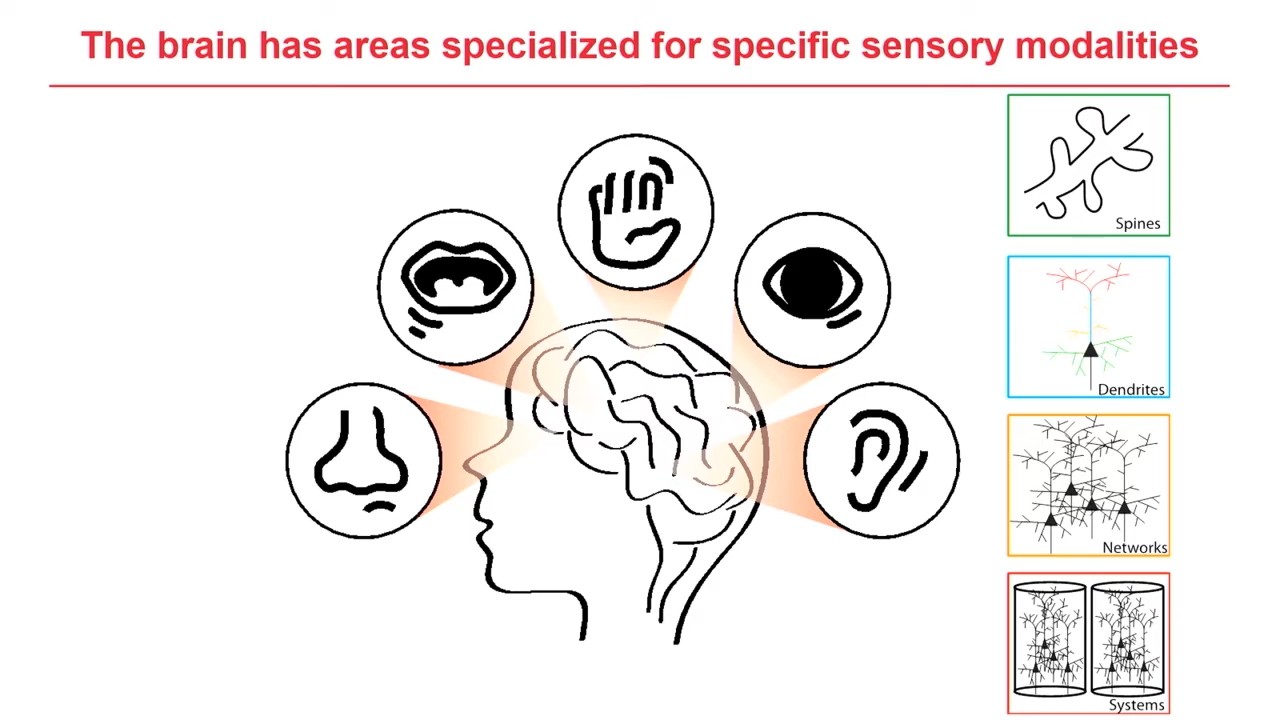 The brain has areas specialized for specific sensory modalities
Spines
Dendrites
Networks
Systems